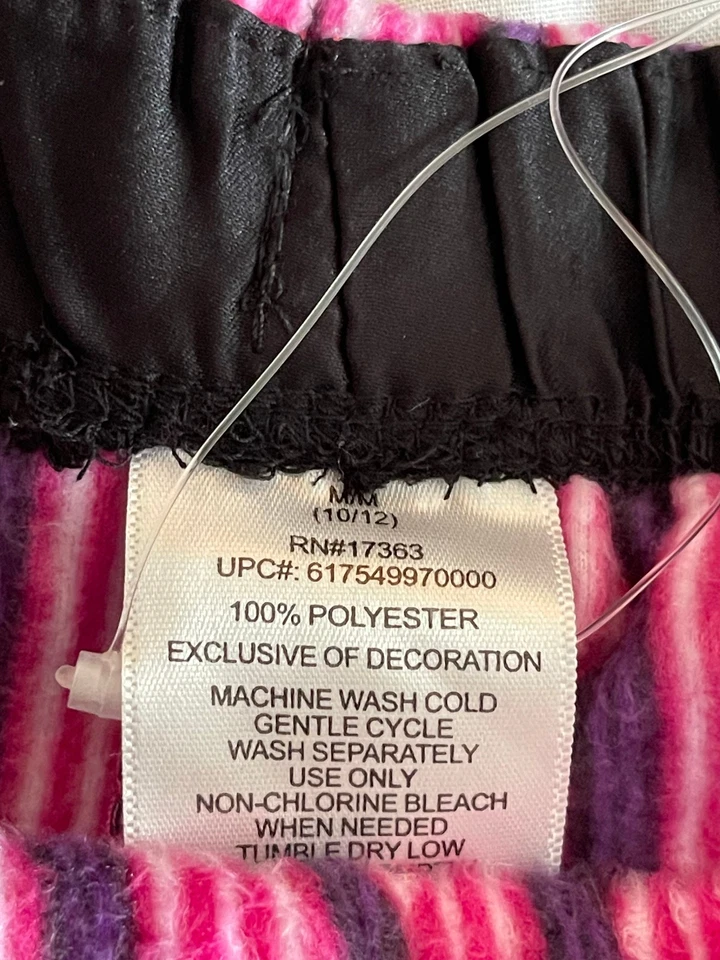 M/M
(10/12)
RN#17363
UPC#: 617549970000
100% POLYESTER
EXCLUSIVE OF DECORATION
MACHINE WASH COLD
GENTLE CYCLE
WASH SEPARATELY
USE ONLY
NON-CHLORINE BLEACH
WHEN NEEDED
TUMBLE DRY LOW